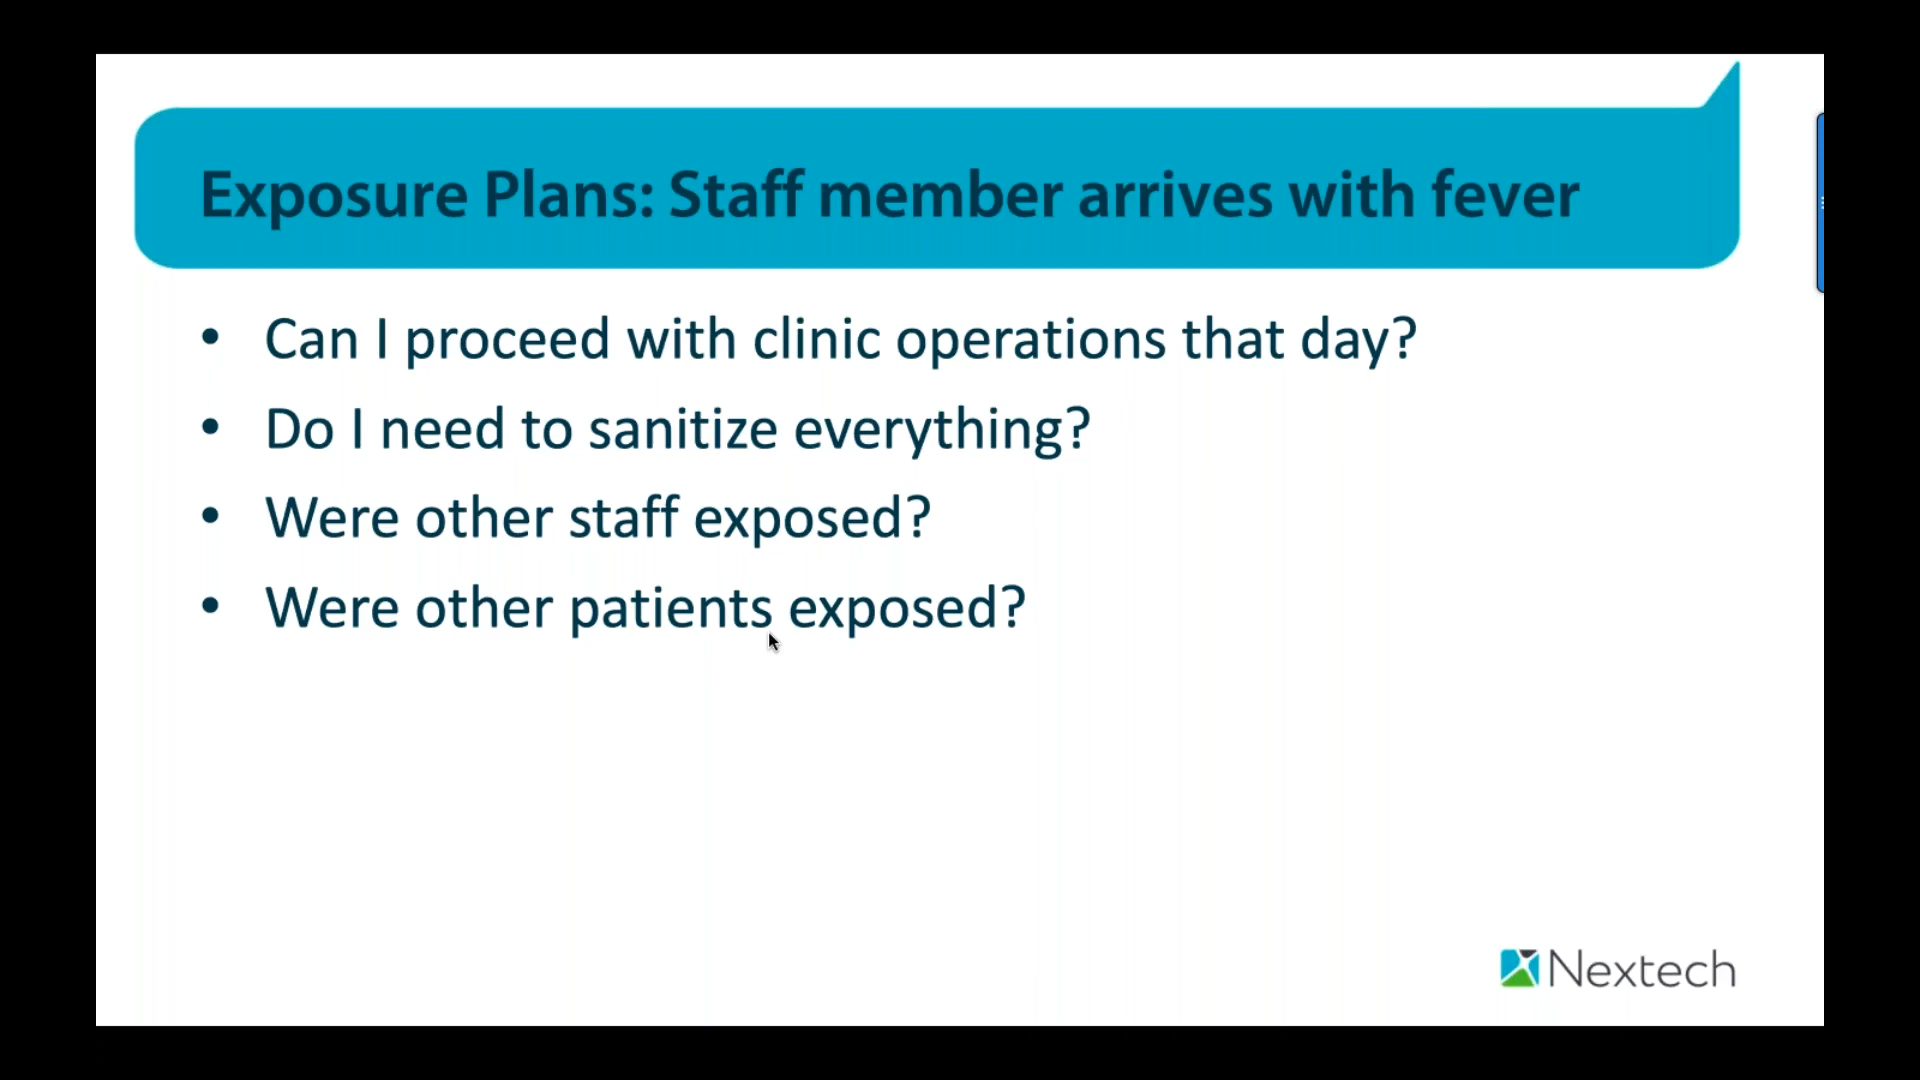 Exposure Plans: Staff member arrives with fever
• Can I proceed with clinic operations that day?
• Do I need to sanitize everything?
• Were other staff exposed?
• Were other patients exposed?
Nextech